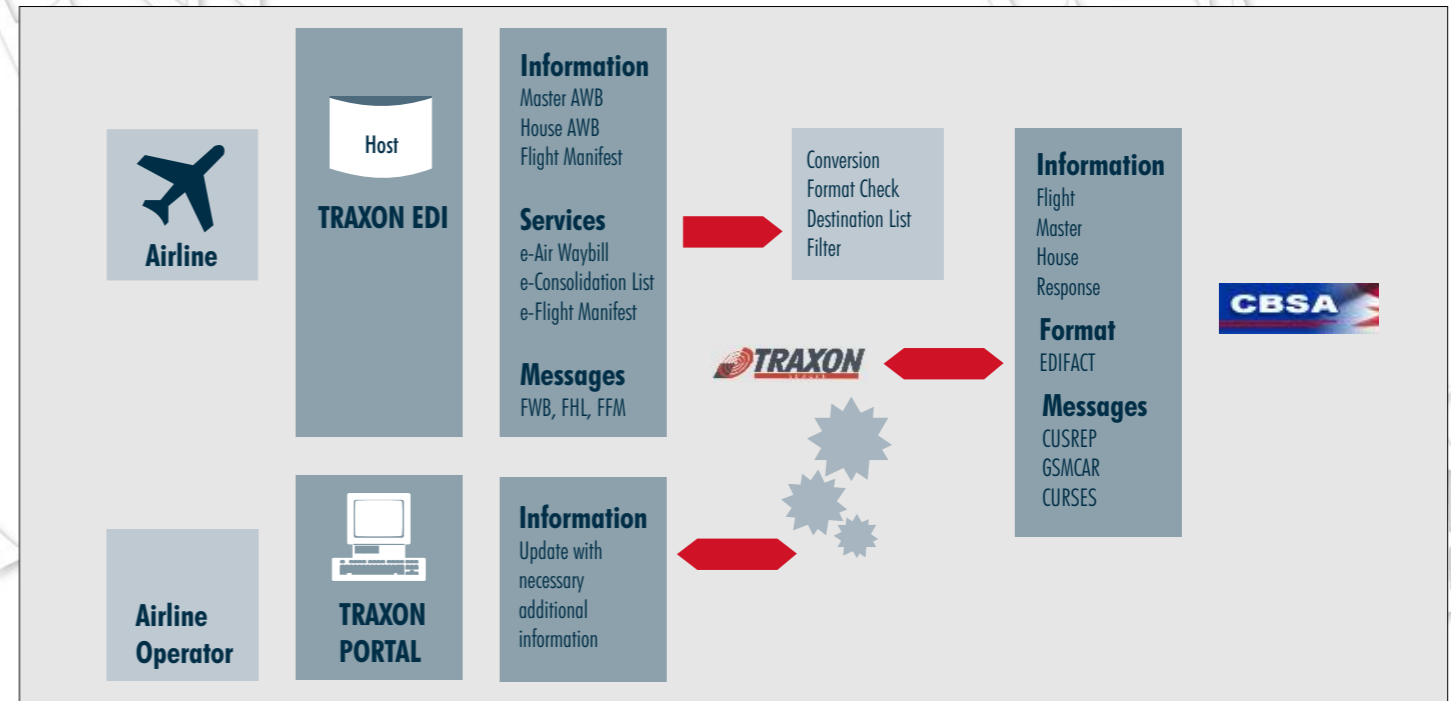 Airline
Host
TRAXON EDI
Information
Master AWB
House AWB
Flight Manifest
Services
e-Air Waybill
e-Consolidation List
e-Flight Manifest
Messages
FWB, FHL, FFM
Conversion
Format Check
Destination List
Filter
TRAXON
Information
Flight
Master
House
Response
Format
EDIFACT
Messages
CUSREP
GSMCAR
CURSES
CBSA
Airline
Operator
TRAXON
PORTAL
Information
Update with
necessary
additional
information